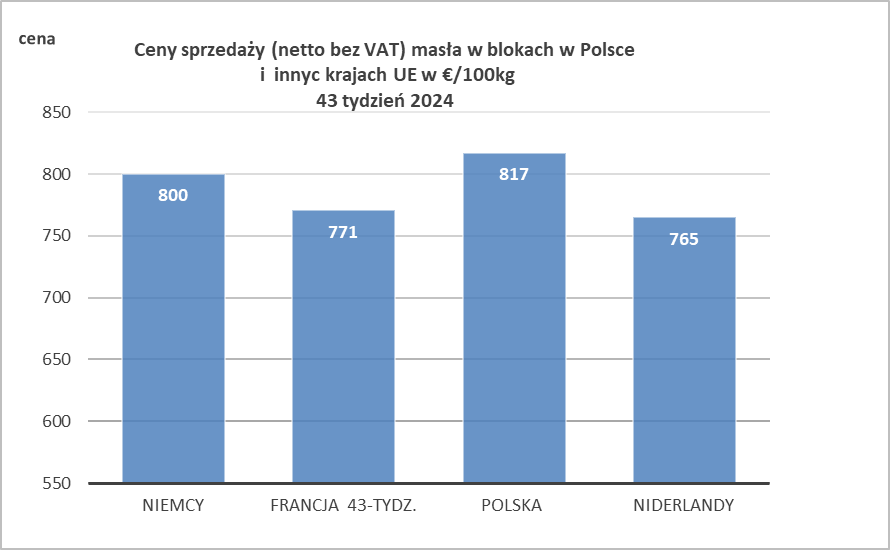 cena
Ceny sprzedaży (netto bez VAT) masła w blokach w Polsce
i innyc krajach UE w €/100kg
43 tydzień 2024
850
800
750
700
650
600
550
800
771
817
765
NIEMCY
FRANCJA 43-TYDZ.
POLSKA
NIDERLANDY